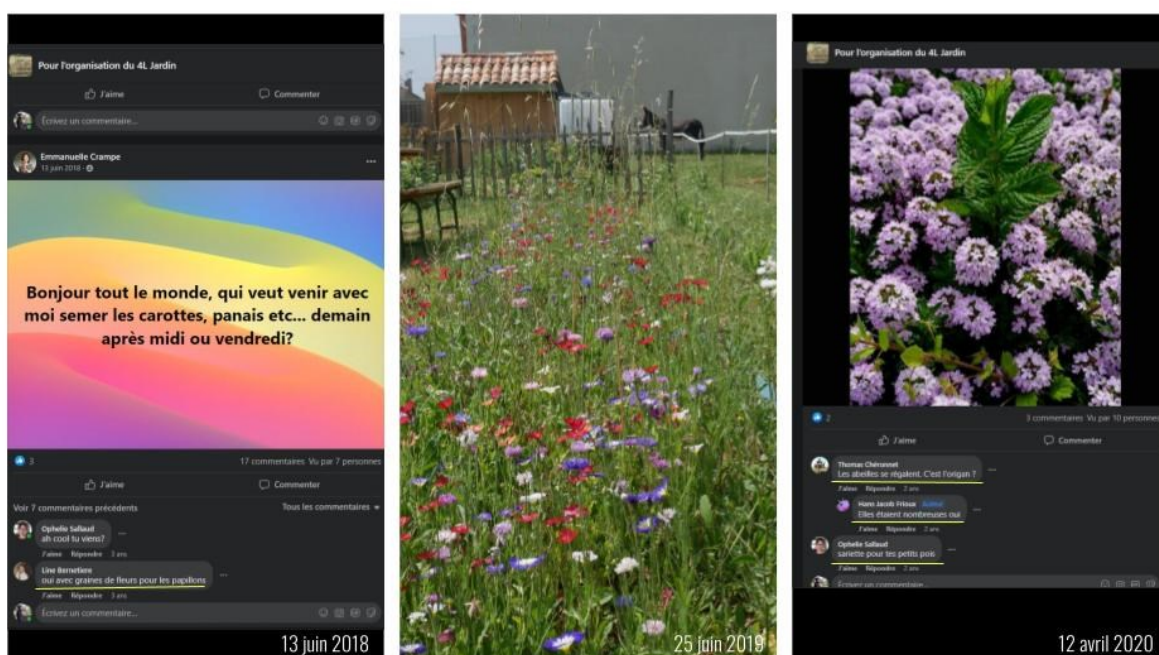 Pour l'organisation du 4L Jardin
J'aime
Commenter
Écrivez un commentaire...
Emmanuelle Crampe
13 juin 2018 ·
Bonjour tout le monde, qui veut venir avec
moi semer les carottes, panais etc... demain
après midi ou vendredi?
3
17 commentaires Vu par 7 personnes
J'aime
Commenter
Voir 7 commentaires précédents
Tous les commentaires
Ophelie Sallaud
ah cool tu viens?
J'aime Répondre 3 ans
Line Bernetiere
oui avec graines de fleurs pour les papillons
J'aime Répondre 3 ans
Écrivez un commentaire...
13 juin 2018
25 juin 2019
Pour l'organisation du 4L Jardin
2
3 commentaires Vu par 10 personnes
J'aime
Commenter
Thomas Chéronnet
Les abeilles se régalent. C'est l'origan ?
J'aime Répondre 2 ans
Hans Jacob Frioux
Elles étaient nombreuses oui
J'aime Répondre 2 ans
Ophelie Sallaud
sariette pour tes petits pois
J'aime Répondre 2 ans
Écrivez un commentaire...
12 avril 2020